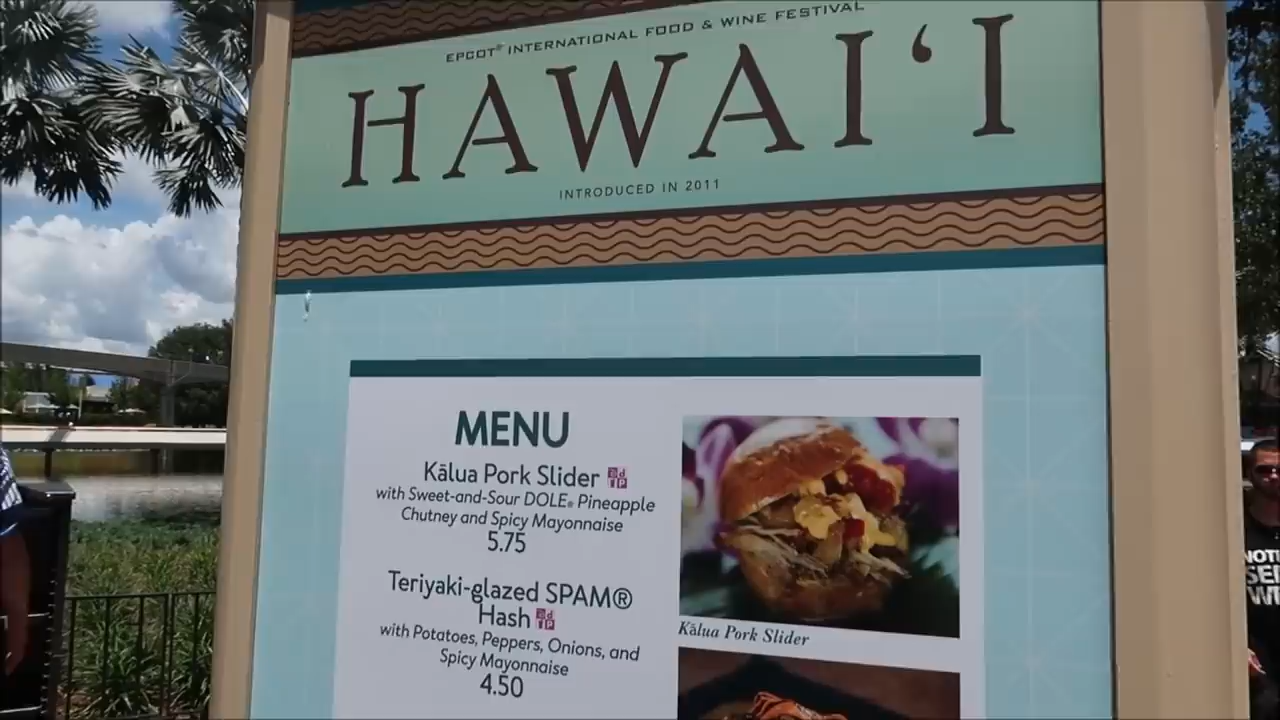 EPCOT® INTERNATIONAL FOOD & WINE FESTIVAL
HAWAIʻI
INTRODUCED IN 2011
MENU
Kālua Pork Slider
with Sweet-and-Sour DOLE® Pineapple
Chutney and Spicy Mayonnaise
5.75
Teriyaki-glazed SPAM®
Hash
with Potatoes, Peppers, Onions, and
Spicy Mayonnaise
4.50
Kālua Pork Slider